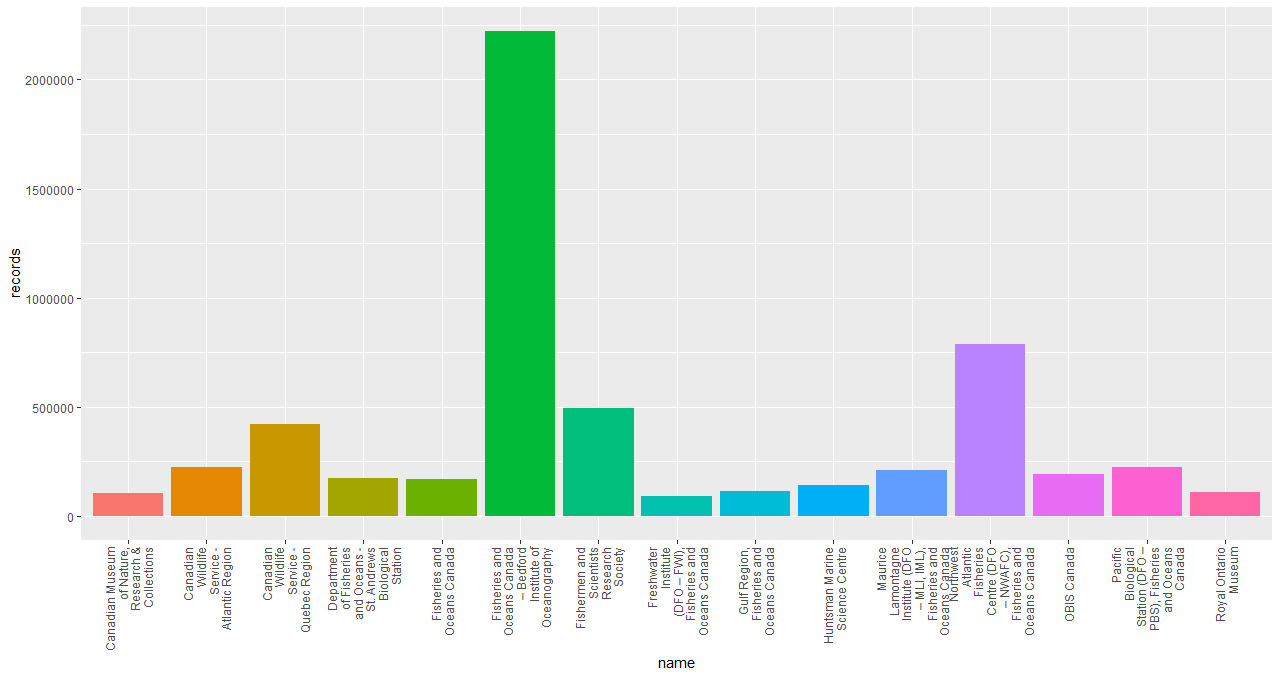 2000000
1500000
1000000
500000
0
records
Canadian Museum
of Nature,
Research &
Collections
Canadian
Wildlife
Service -
Atlantic Region
Canadian
Wildlife
Service -
Quebec Region
Department
of Fisheries
and Oceans -
St. Andrews
Biological
Station
Fisheries and
Oceans Canada
Fisheries and
Oceans Canada
– Bedford
Institute of
Oceanography
Fishermen and
Scientists
Research
Society
Freshwater
Institute
(DFO – FWI),
Fisheries and
Oceans Canada
Gulf Region,
Fisheries and
Oceans Canada
Huntsman Marine
Science Centre
Maurice
Lamontagne
Institute (DFO
– MLI, IML),
Fisheries and
Oceans Canada
Northwest
Atlantic
Fisheries
Centre (DFO
– NWAFC),
Fisheries and
Oceans Canada
OBIS Canada
Pacific
Biological
Station (DFO –
PBS), Fisheries
and Oceans
Canada
Royal Ontario
Museum
name